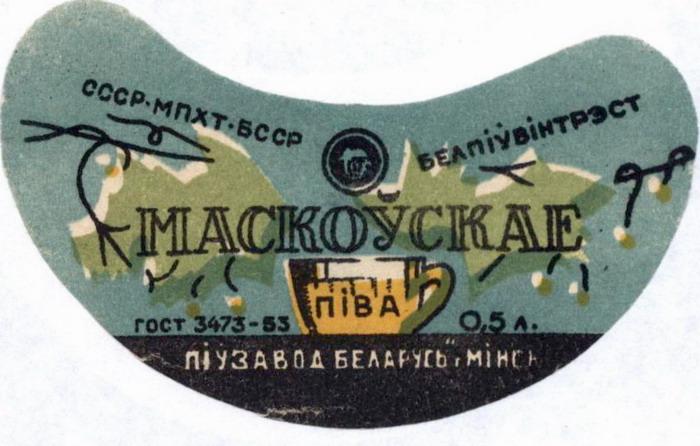 СССР·МПХТ·БССР
БЕЛПІЎВІНТРЭСТ
МАСКОЎСКАЕ
ПІВА
ГОСТ 3473-53
0,5 л.
ПІЎЗАВОД БЕЛАРУСЬ", МІНСК